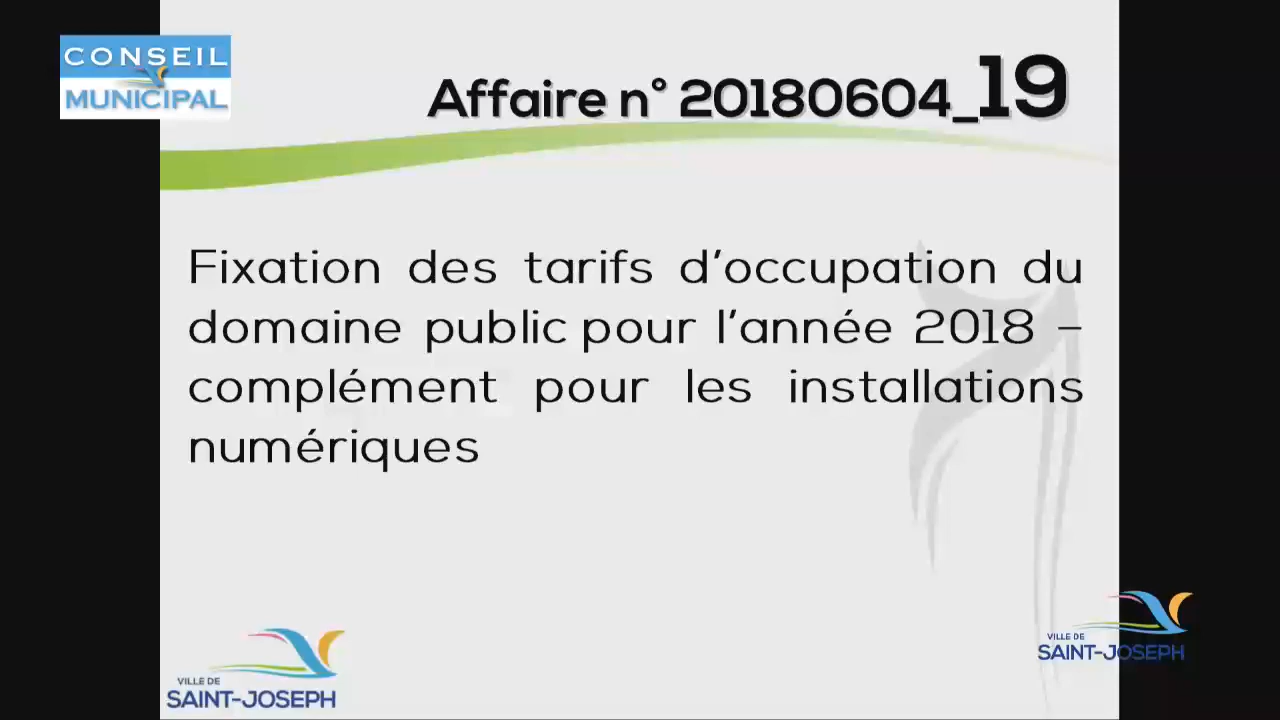 CONSEIL
MUNICIPAL
Affaire n° 20180604_19
Fixation des tarifs d'occupation du
domaine public pour l'année 2018 –
complément pour les installations
numériques
VILLE DE
SAINT-JOSEPH
VILLE DE
SAINT-JOSEPH